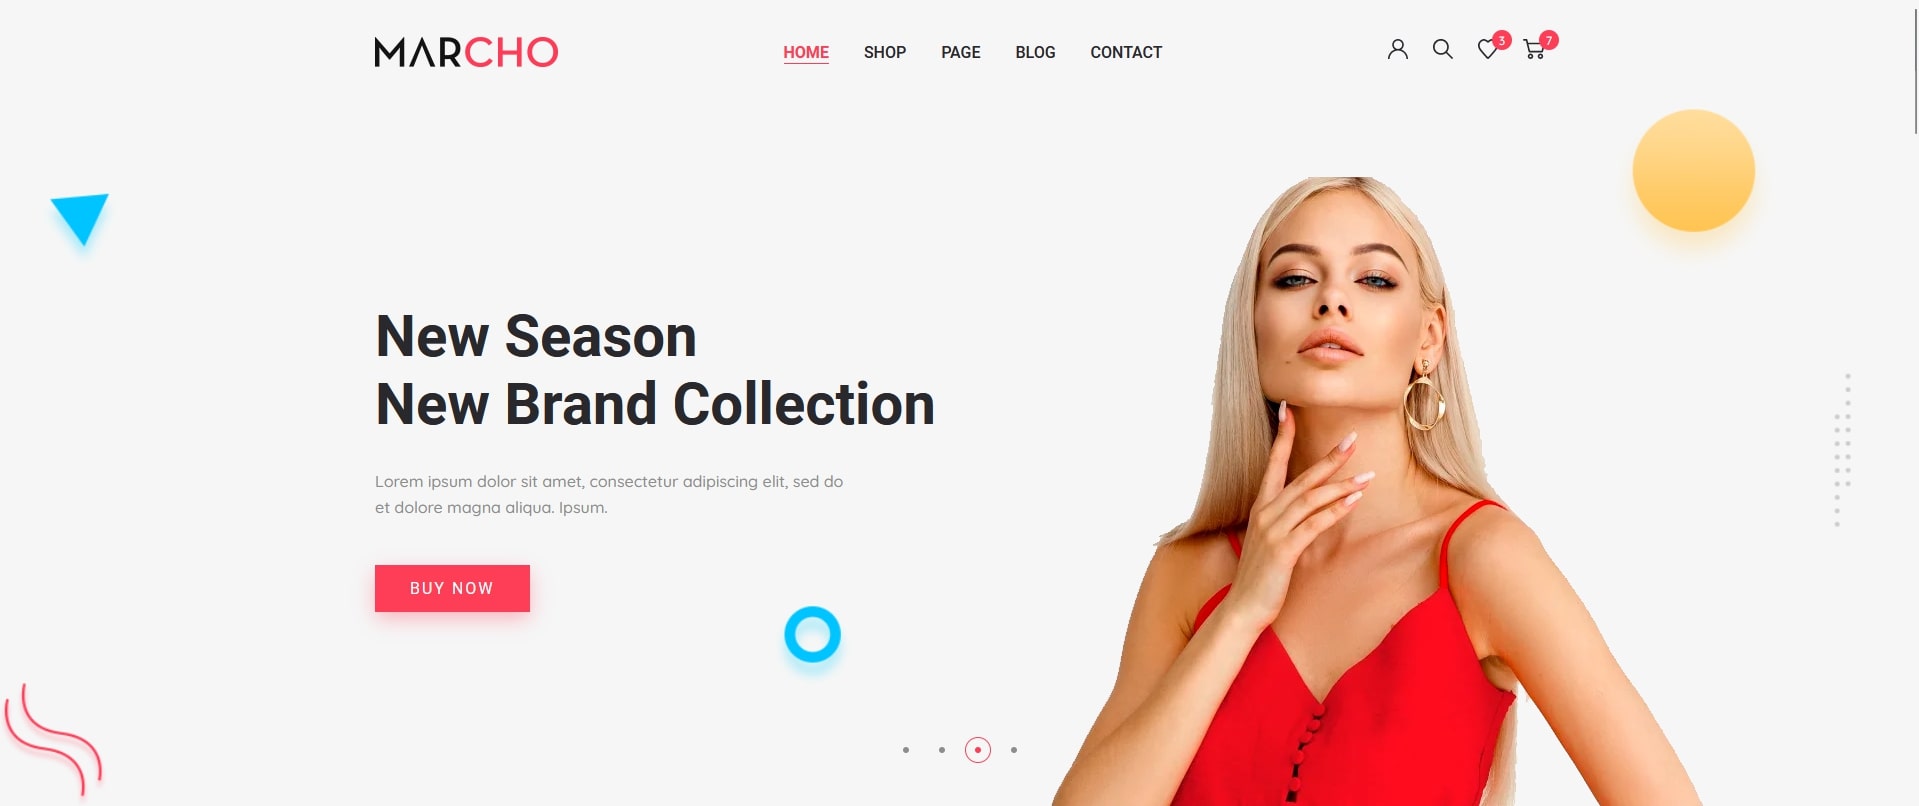 MARCHO
HOME SHOP PAGE BLOG CONTACT
3 7
New Season
New Brand Collection
Lorem ipsum dolor sit amet, consectetur adipiscing elit, sed do
et dolore magna aliqua. Ipsum.
BUY NOW